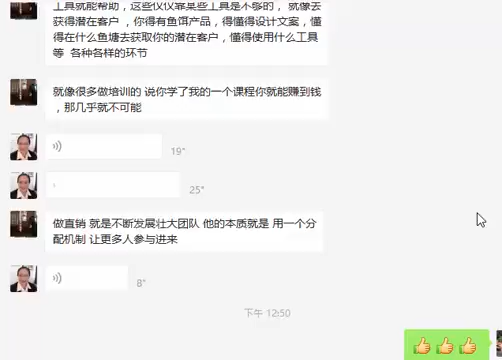 工具就能帮助，这些仅仅靠某些工具是不够的， 就像去
获得潜在客户 ，你得有鱼饵产品，得懂得设计文案，懂
得在什么鱼塘去获取你的潜在客户，懂得使用什么工具
等  各种各样的环节
就像很多做培训的 说你学了我的一个课程你就能赚到钱
，那几乎就不可能
19"
25"
做直销 就是不断发展壮大团队 他的本质就是 用一个分
配机制 让更多人参与进来
8"
下午 12:50